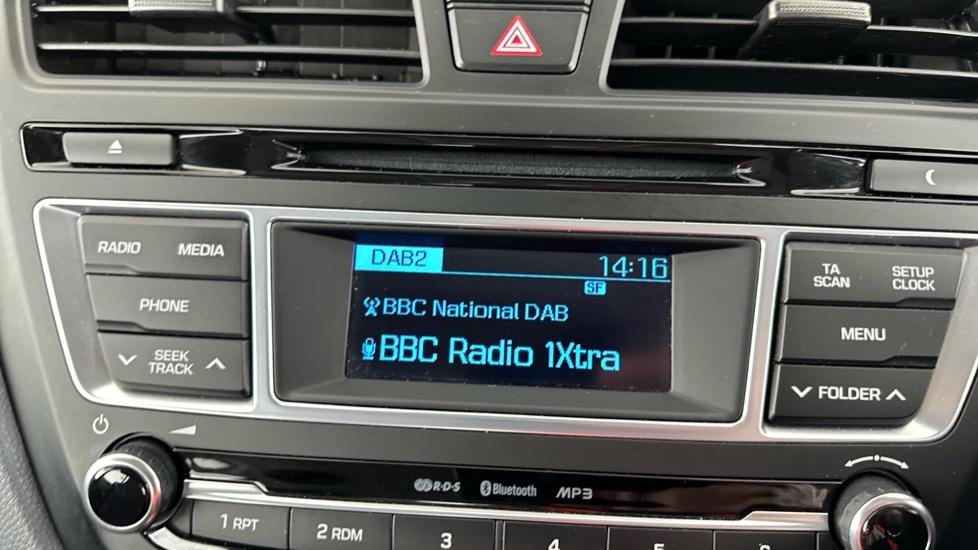 RADIO MEDIA
PHONE
SEEK
TRACK
DAB2 14:16
SF
BBC National DAB
BBC Radio 1Xtra
TA
SCAN
SETUP
CLOCK
MENU
FOLDER
R·D·S Bluetooth MP3
1 RPT 2 RDM 3 4 5 6